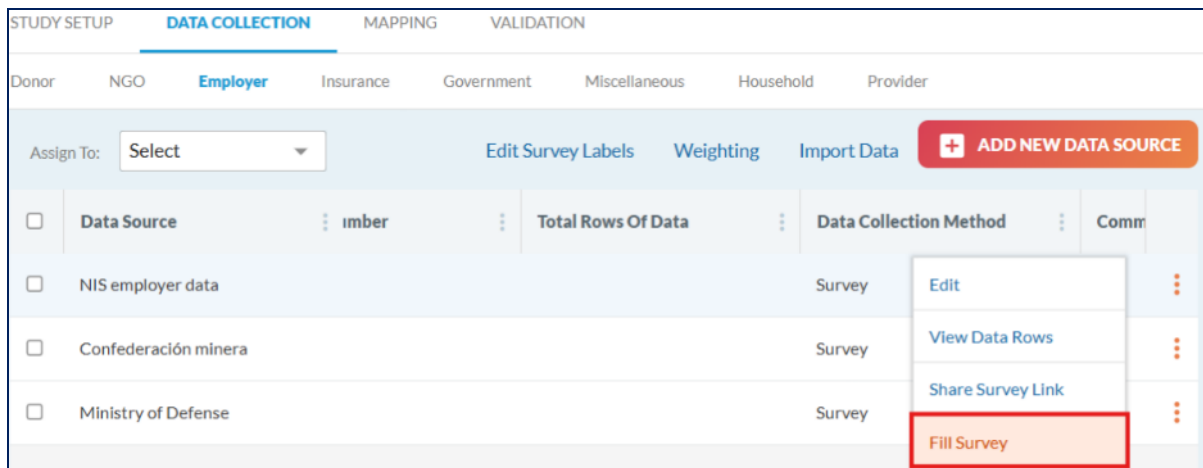 STUDY SETUP DATA COLLECTION MAPPING VALIDATION
Donor NGO Employer Insurance Government Miscellaneous Household Provider
Assign To: Select Edit Survey Labels Weighting Import Data + ADD NEW DATA SOURCE
Data Source umber Total Rows Of Data Data Collection Method Comm
NIS employer data Survey Edit
View Data Rows
Confederación minera Survey
Share Survey Link
Ministry of Defense Survey
Fill Survey